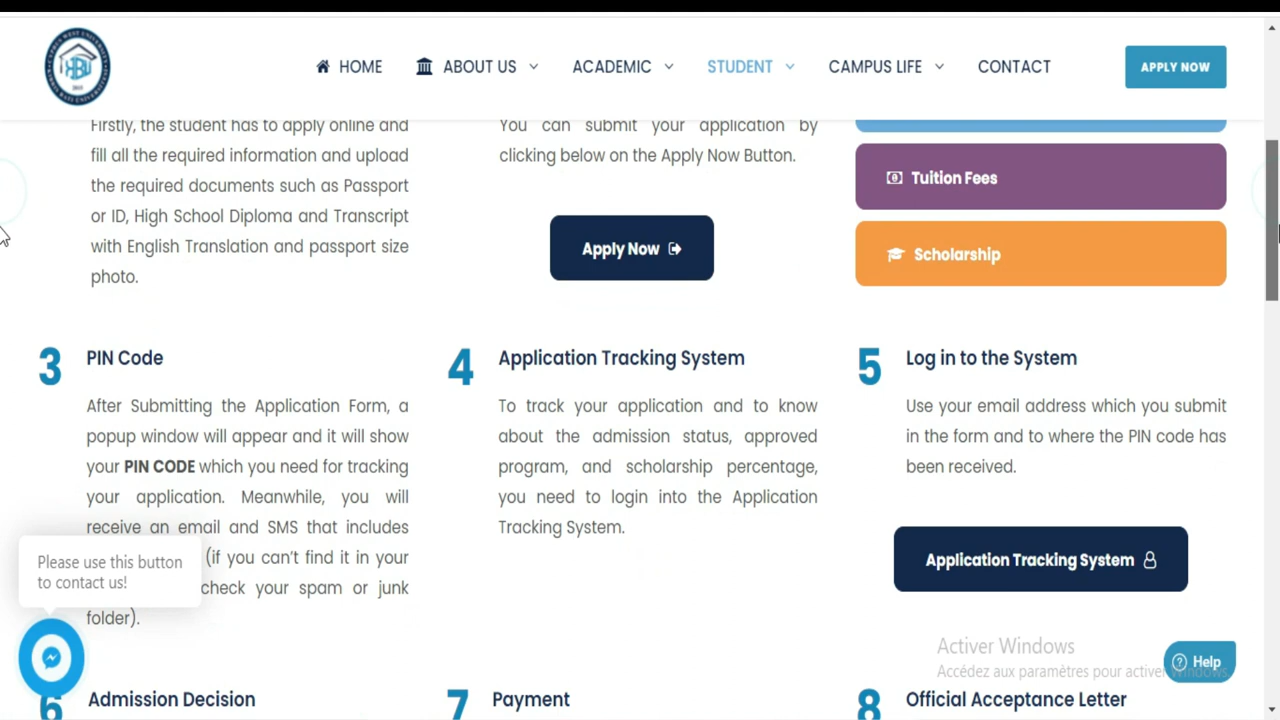 HOME
ABOUT US
ACADEMIC
STUDENT
CAMPUS LIFE
CONTACT
APPLY NOW
Firstly, the student has to apply online and
fill all the required information and upload
the required documents such as Passport
or ID, High School Diploma and Transcript
with English Translation and passport size
photo.
You can submit your application by
clicking below on the Apply Now Button.
Apply Now
Tuition Fees
Scholarship
3 PIN Code
After Submitting the Application Form, a
popup window will appear and it will show
your PIN CODE which you need for tracking
your application. Meanwhile, you will
receive an email and SMS that includes
(if you can't find it in your
check your spam or junk
folder).
4 Application Tracking System
To track your application and to know
about the admission status, approved
program, and scholarship percentage,
you need to login into the Application
Tracking System.
5 Log in to the System
Use your email address which you submit
in the form and to where the PIN code has
been received.
Application Tracking System
Please use this button
to contact us!
Activer Windows
Accédez aux paramètres pour activer Windows.
Help
6 Admission Decision
7 Payment
8 Official Acceptance Letter